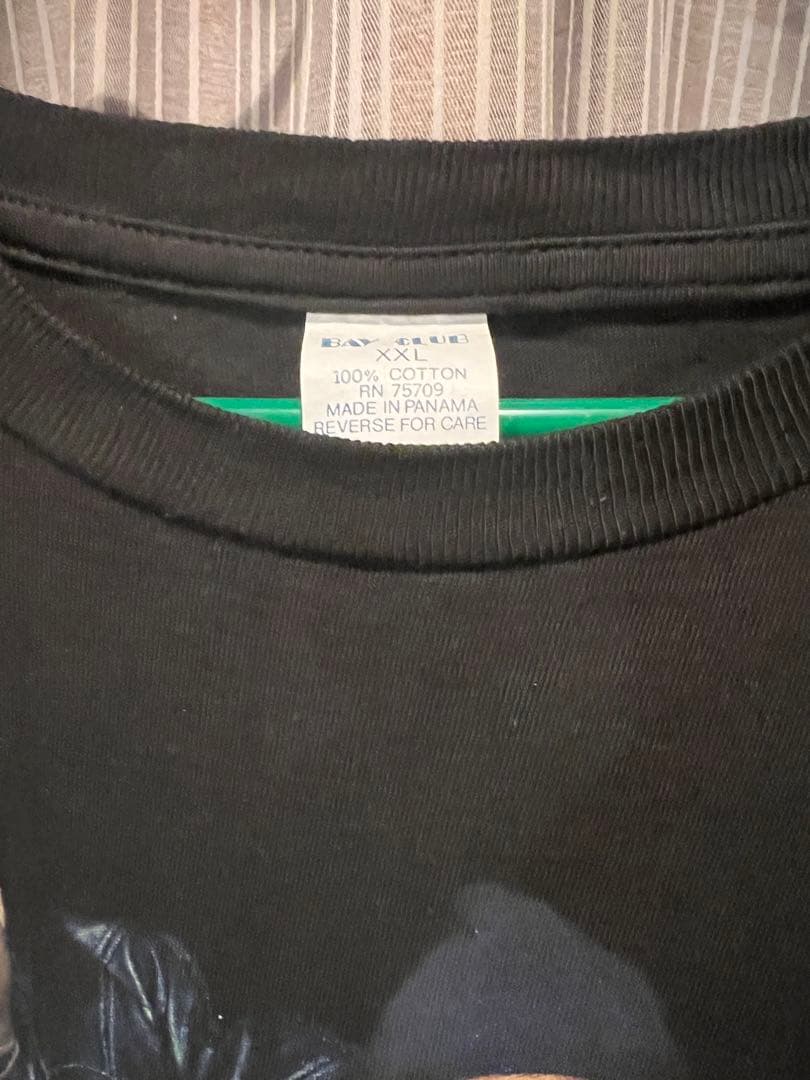 BAY CLUB
XXL
100% COTTON
RN 75709
MADE IN PANAMA
REVERSE FOR CARE